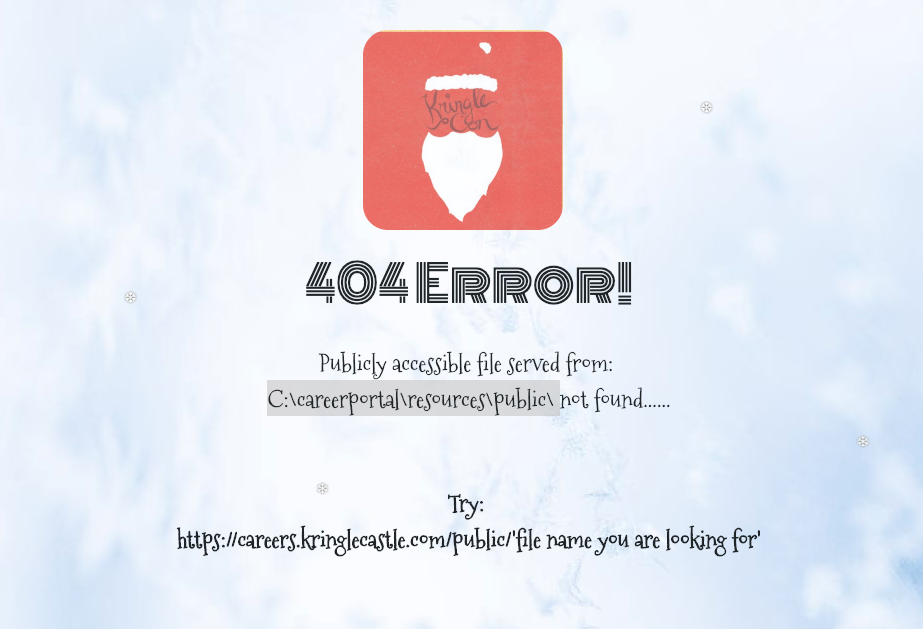 Kringle
Con
404 Error!
Publicly accessible file served from:
C:\careerportal\resources\public\ not found......
Try:
https://careers.kringlecastle.com/public/'file name you are looking for'